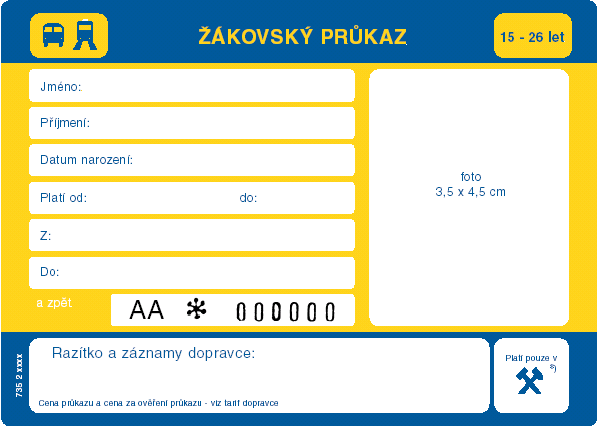 ŽÁKOVSKÝ PRŮKAZ
15 - 26 let
Jméno:
Příjmení:
Datum narození:
Platí od: do:
Z:
Do:
a zpět
AA * 000000
foto
3,5 x 4,5 cm
735 2 xxxx
Razítko a záznamy dopravce:
Cena průkazu a cena za ověření průkazu - viz tarif dopravce
Platí pouze v
*)